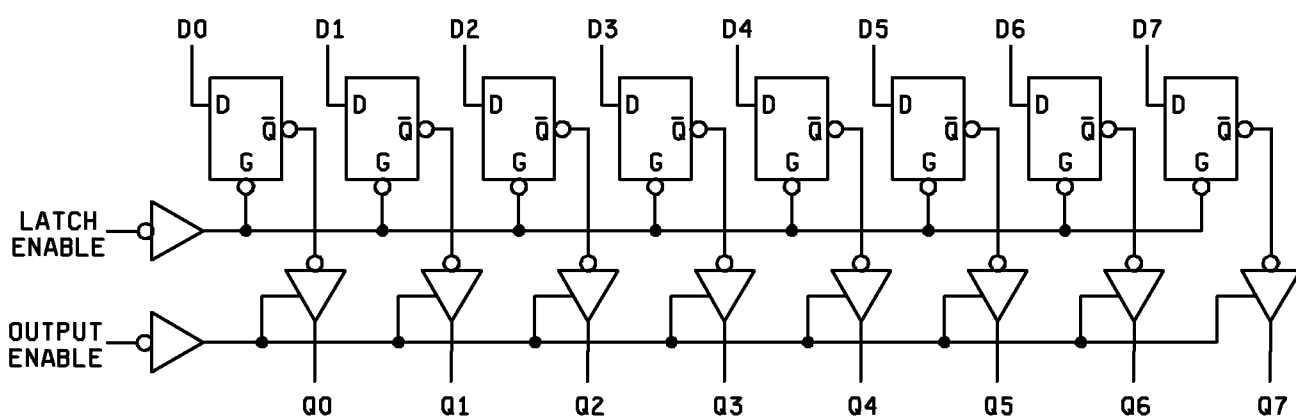 D0 D1 D2 D3 D4 D5 D6 D7
D D D D D D D D
Q̅ Q̅ Q̅ Q̅ Q̅ Q̅ Q̅ Q̅
G G G G G G G G
LATCH
ENABLE
OUTPUT
ENABLE
Q0 Q1 Q2 Q3 Q4 Q5 Q6 Q7